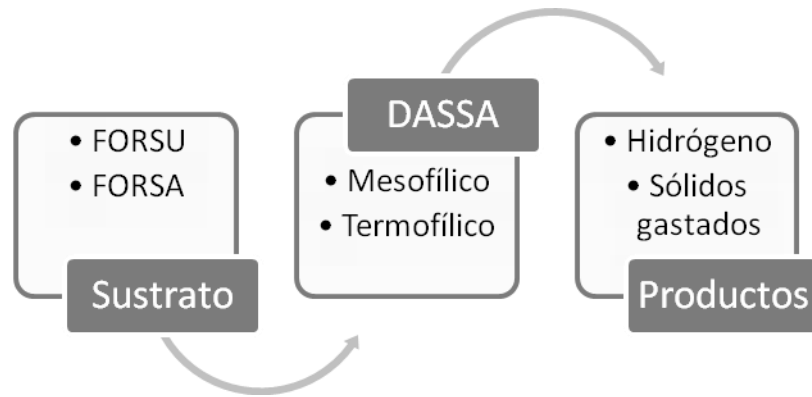 • FORSU
• FORSA
Sustrato
DASSA
• Mesofílico
• Termofílico
• Hidrógeno
• Sólidos
gastados
Productos